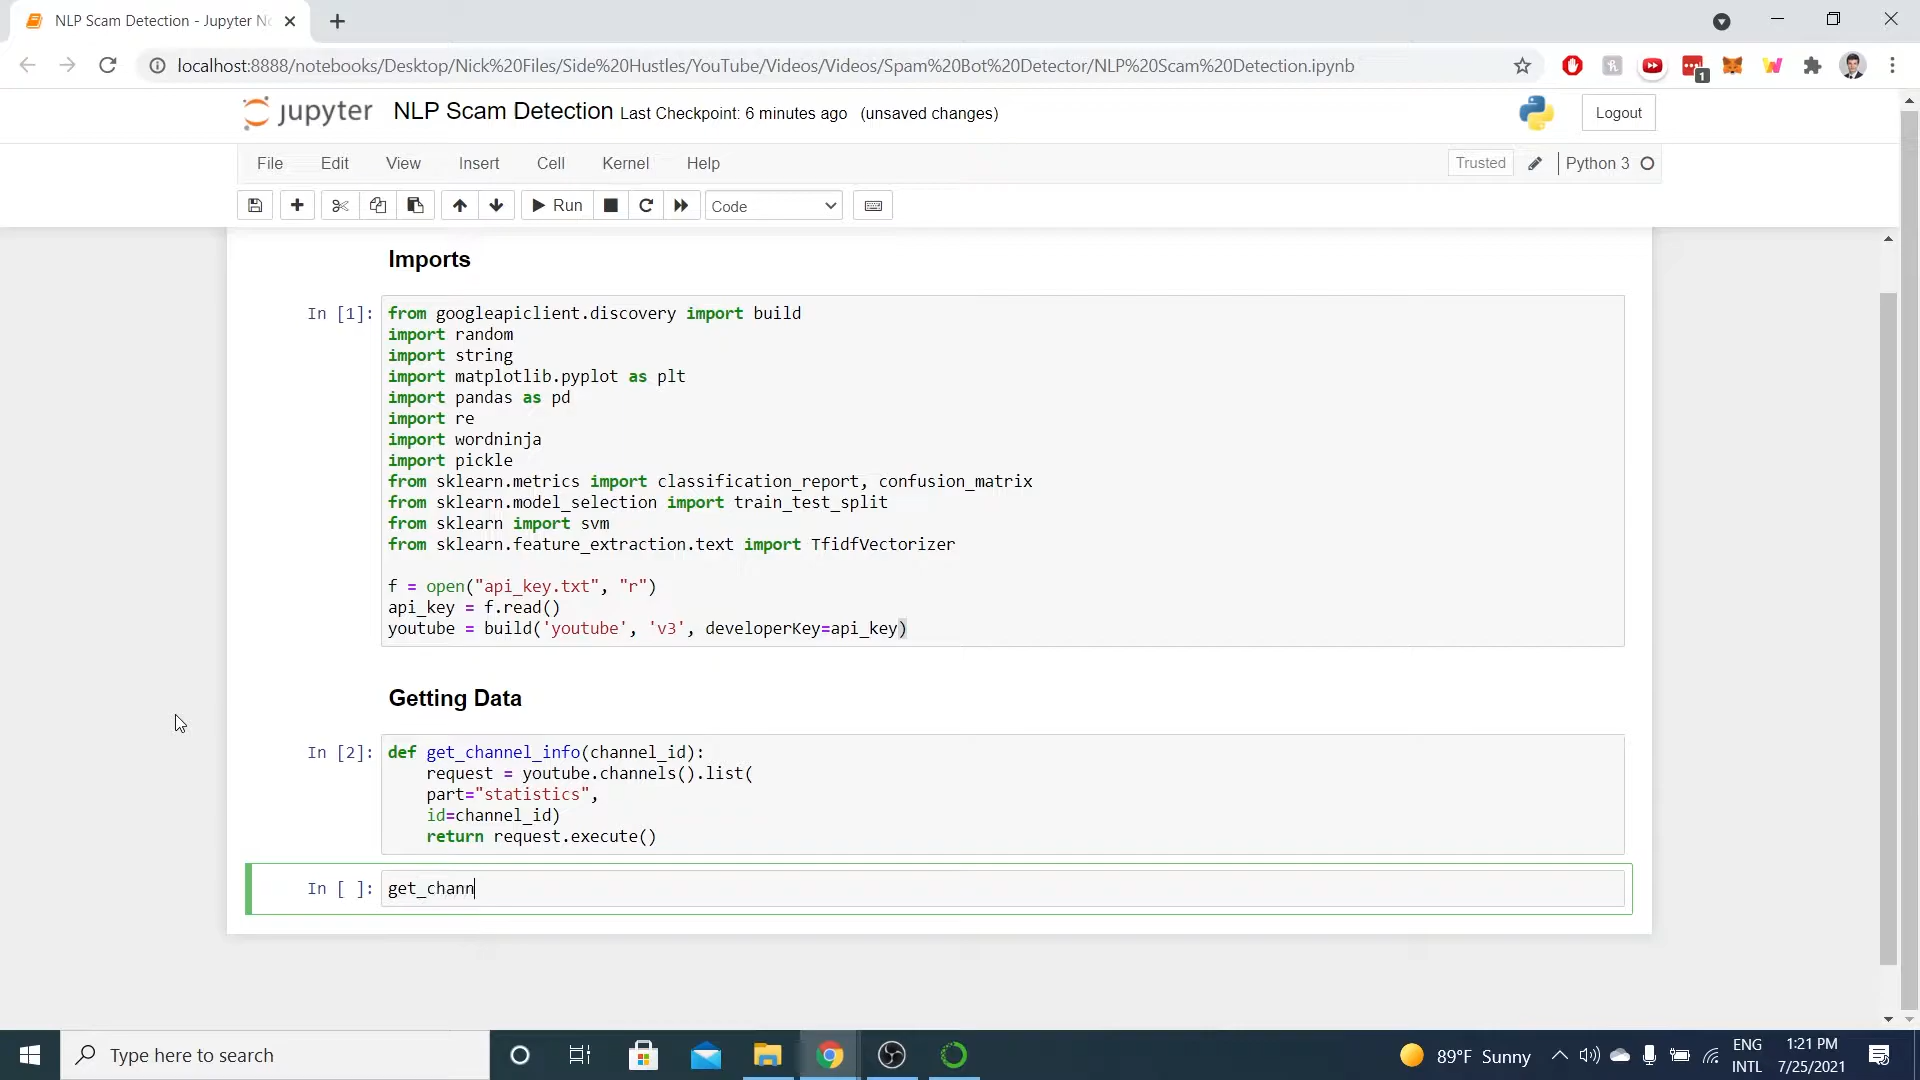 NLP Scam Detection - Jupyter No
localhost:8888/notebooks/Desktop/Nick%20Files/Side%20Hustles/YouTube/Videos/Videos/Spam%20Bot%20Detector/NLP%20Scam%20Detection.ipynb
1
jupyter NLP Scam Detection Last Checkpoint: 6 minutes ago (unsaved changes)
Logout
File Edit View Insert Cell Kernel Help
Trusted Python 3
Run Code
Imports
In [1]: from googleapiclient.discovery import build
import random
import string
import matplotlib.pyplot as plt
import pandas as pd
import re
import wordninja
import pickle
from sklearn.metrics import classification_report, confusion_matrix
from sklearn.model_selection import train_test_split
from sklearn import svm
from sklearn.feature_extraction.text import TfidfVectorizer
f = open("api_key.txt", "r")
api_key = f.read()
youtube = build('youtube', 'v3', developerKey=api_key)
Getting Data
In [2]: def get_channel_info(channel_id):
request = youtube.channels().list(
part="statistics",
id=channel_id)
return request.execute()
In [ ]: get_chann
Type here to search
89°F Sunny
ENG
INTL
1:21 PM
7/25/2021